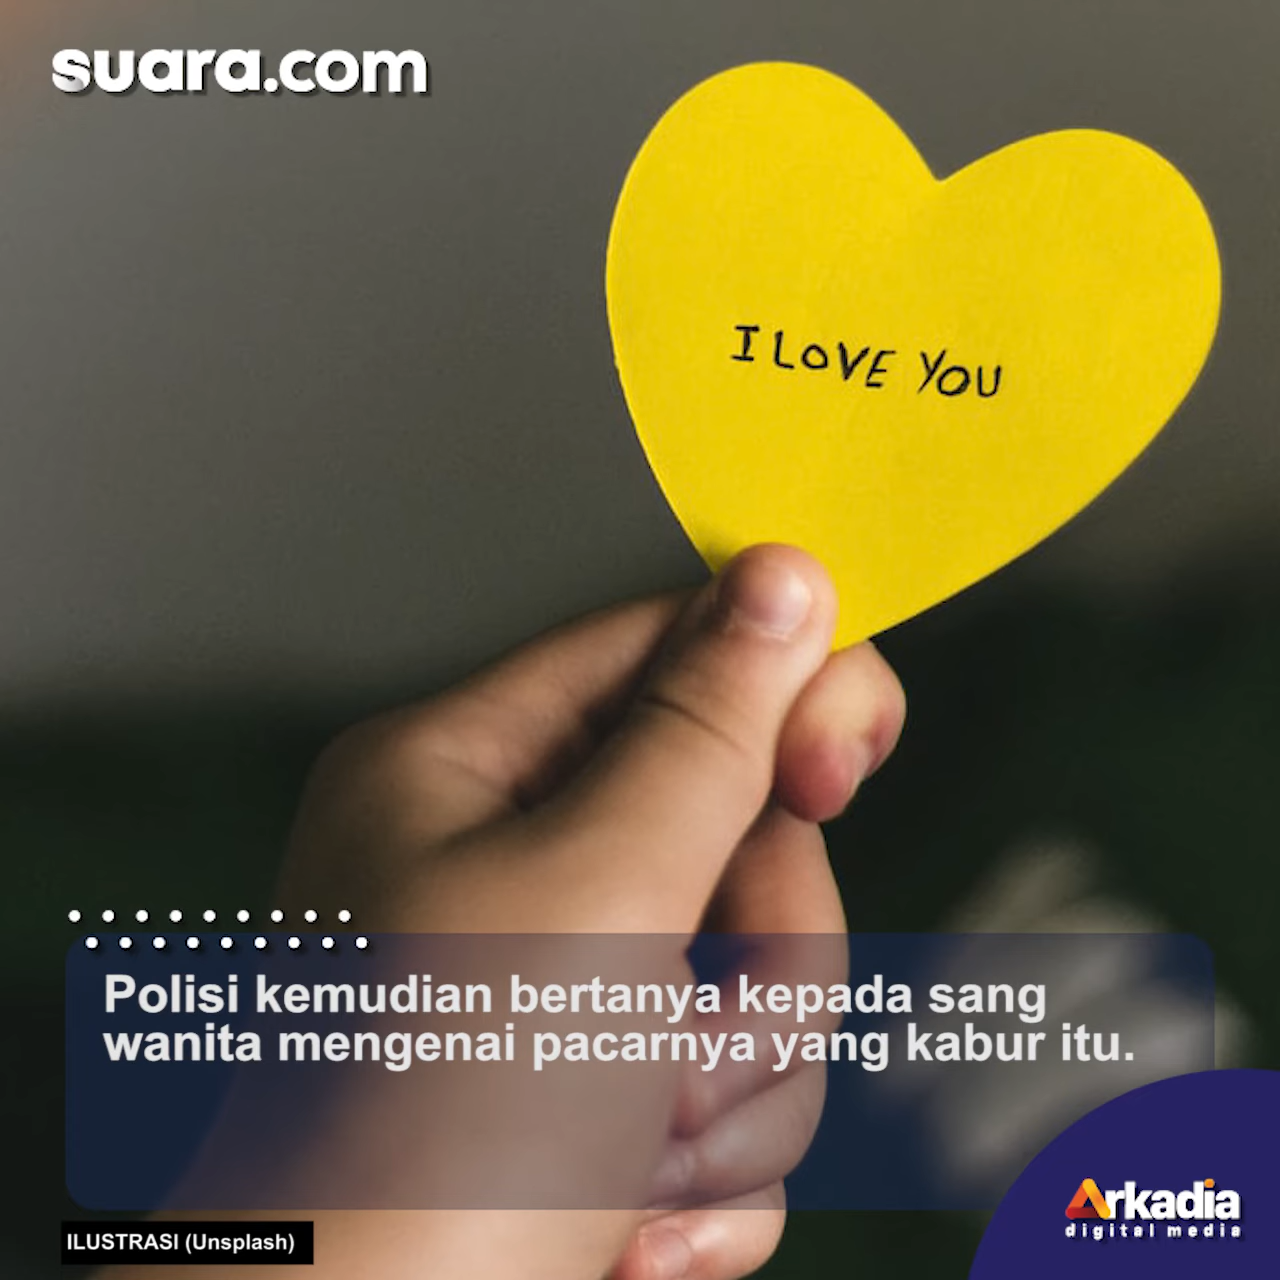 suara.com
I LOVE YOU
Polisi kemudian bertanya kepada sang
wanita mengenai pacarnya yang kabur itu.
Arkadia
digital media
ILUSTRASI (Unsplash)